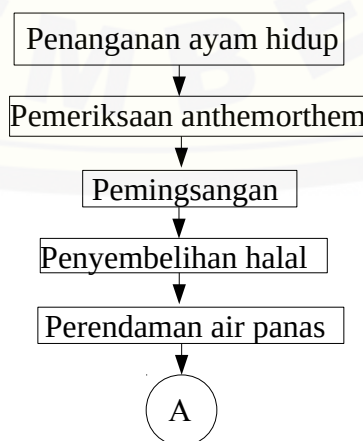 Penanganan ayam hidup
Pemeriksaan anthemorthem
Pemingsangan
Penyembelihan halal
Perendaman air panas
A